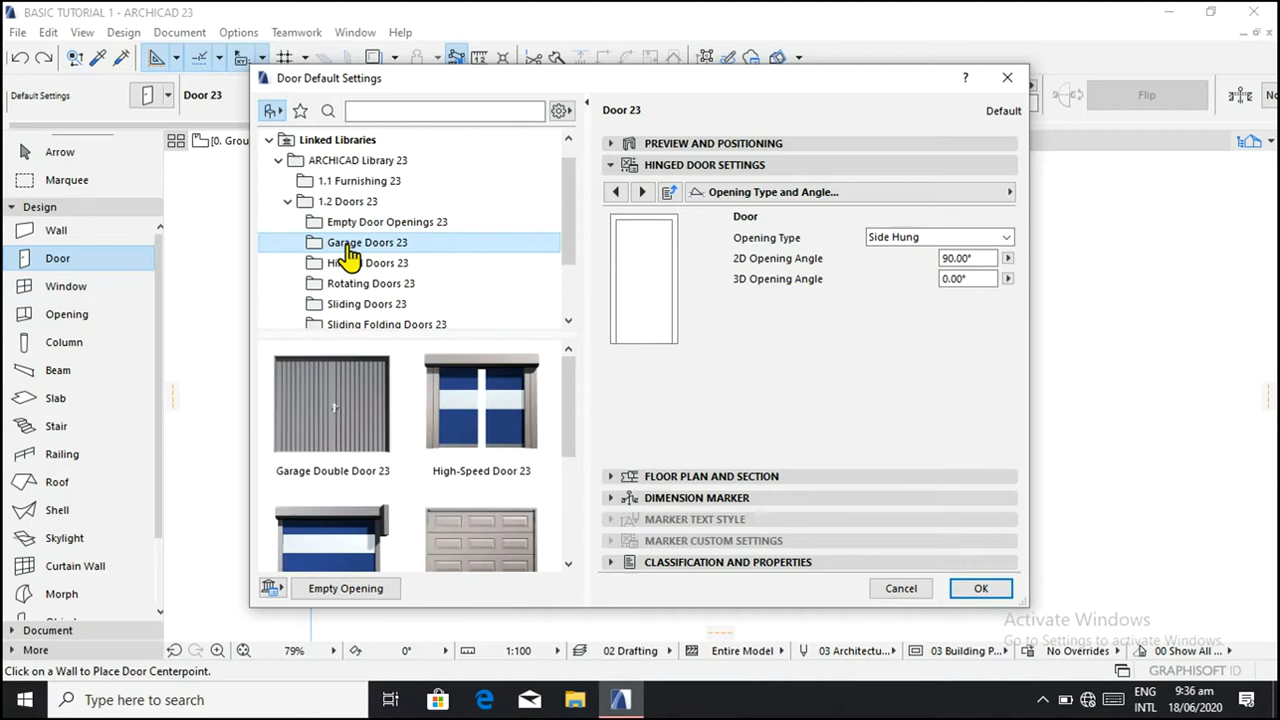 BASIC TUTORIAL 1 - ARCHICAD 23
File Edit View Design Document Options Teamwork Window Help
Door Default Settings
Default Settings
Door 23
Flip
Door 23
Default
Linked Libraries
ARCHICAD Library 23
1.1 Furnishing 23
1.2 Doors 23
Empty Door Openings 23
Garage Doors 23
Doors 23
Rotating Doors 23
Sliding Doors 23
Sliding Folding Doors 23
Garage Double Door 23
High-Speed Door 23
Empty Opening
PREVIEW AND POSITIONING
HINGED DOOR SETTINGS
Opening Type and Angle...
Door
Opening Type Side Hung
2D Opening Angle 90.00°
3D Opening Angle 0.00°
FLOOR PLAN AND SECTION
DIMENSION MARKER
MARKER TEXT STYLE
MARKER CUSTOM SETTINGS
CLASSIFICATION AND PROPERTIES
Cancel OK
[0. Grou
Arrow
Marquee
Design
Wall
Door
Window
Opening
Column
Beam
Slab
Stair
Railing
Roof
Shell
Skylight
Curtain Wall
Morph
Document
More
Activate Windows
Go to Settings to activate Windows.
79% 0° 1:100 02 Drafting Entire Model 03 Architectu... 03 Building P... No Overrides 00 Show All ...
Click on a Wall to Place Door Centerpoint.
GRAPHISOFT ID
Type here to search
ENG
INTL
9:36 am
18/06/2020